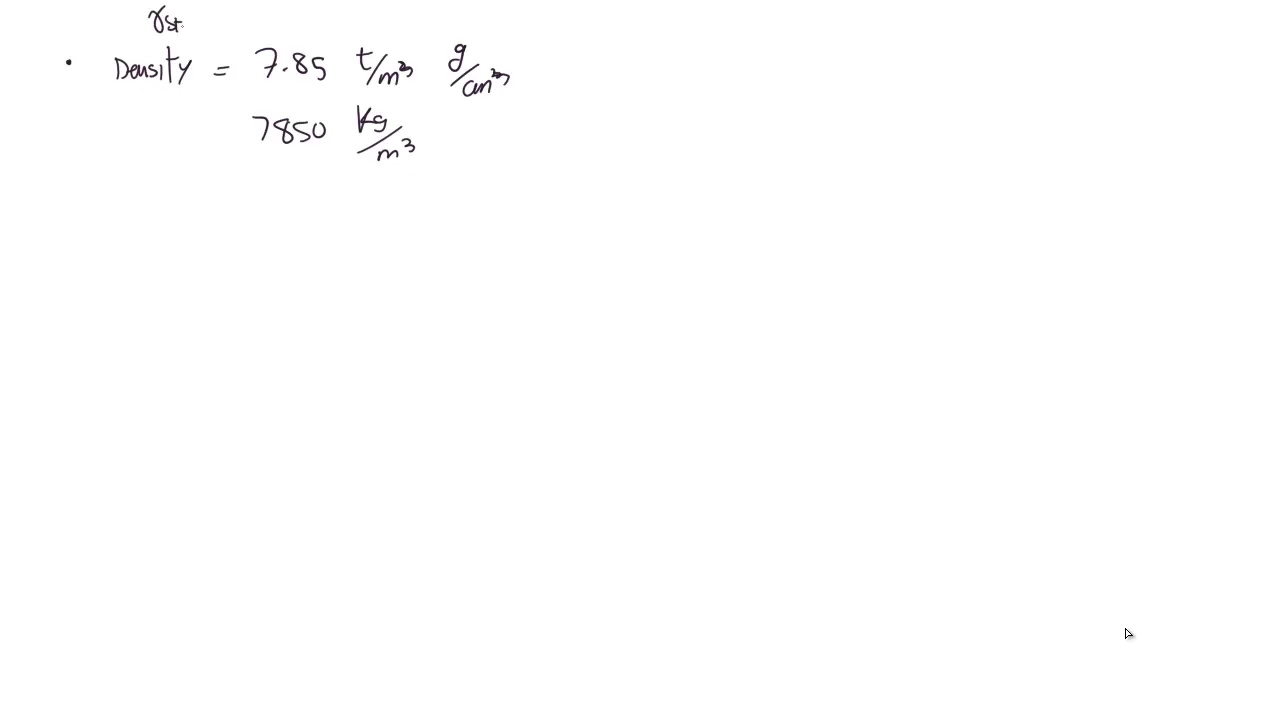 γst.
• Density = 7.85 t/m³ g/cm³
7850 kg/m³